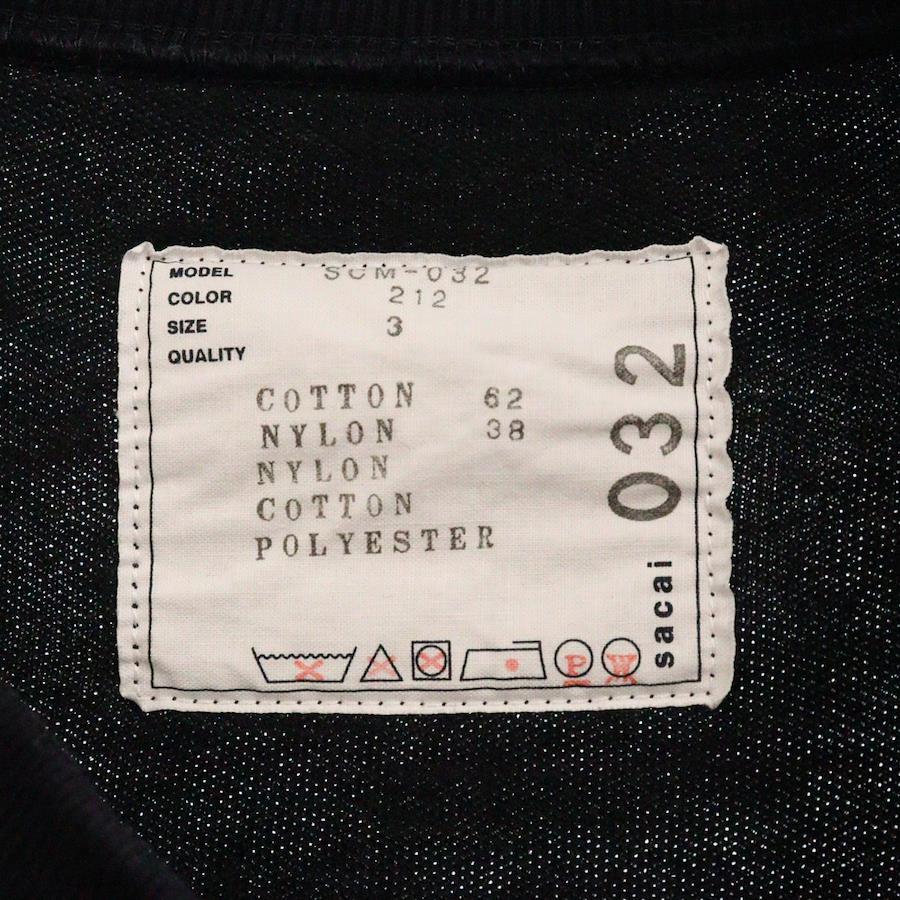 MODEL SCM-032
COLOR 212
SIZE 3
QUALITY
COTTON 62
NYLON 38
NYLON
COTTON
POLYESTER
P W
sacai 032